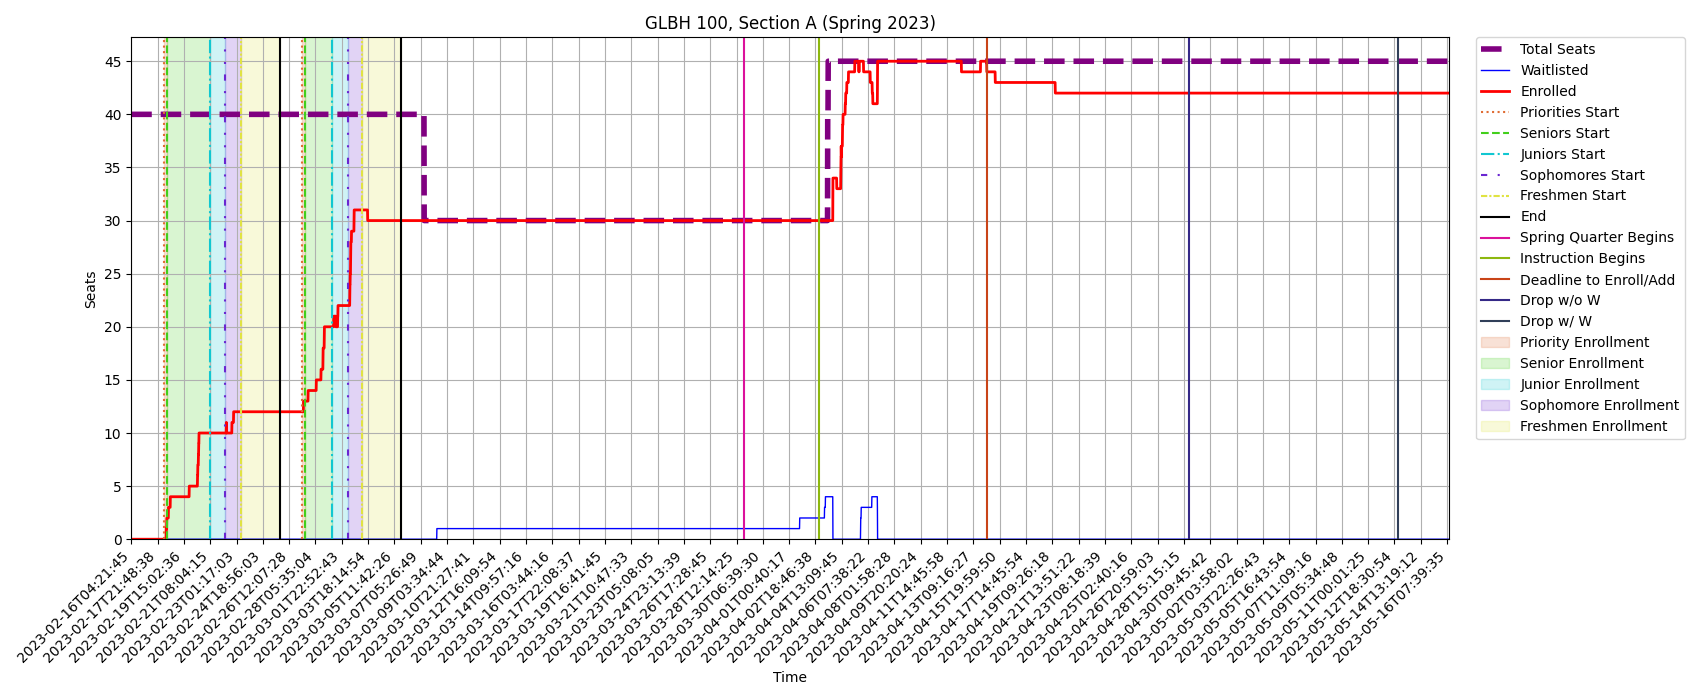 GLBH 100, Section A (Spring 2023)
Seats
45
40
35
30
25
20
15
10
5
0
2023-02-16T04:21:45
2023-02-17T21:48:38
2023-02-19T15:02:36
2023-02-21T08:04:15
2023-02-23T01:17:03
2023-02-24T18:56:03
2023-02-26T12:07:28
2023-02-28T05:35:04
2023-03-01T22:52:43
2023-03-03T18:14:54
2023-03-05T11:42:26
2023-03-07T05:26:49
2023-03-09T03:34:44
2023-03-10T21:27:41
2023-03-12T16:09:54
2023-03-14T09:57:16
2023-03-16T03:44:16
2023-03-17T22:08:37
2023-03-19T16:41:45
2023-03-21T10:47:33
2023-03-23T05:08:05
2023-03-24T23:13:39
2023-03-26T17:28:45
2023-03-28T12:14:25
2023-03-30T06:39:30
2023-04-01T00:40:17
2023-04-02T18:46:38
2023-04-04T13:09:45
2023-04-06T07:38:22
2023-04-08T01:58:28
2023-04-09T20:20:24
2023-04-11T14:45:58
2023-04-13T09:16:27
2023-04-15T19:59:50
2023-04-17T14:45:54
2023-04-19T09:26:18
2023-04-21T13:51:22
2023-04-23T08:18:39
2023-04-25T02:40:16
2023-04-26T20:59:03
2023-04-28T15:15:15
2023-04-30T09:45:42
2023-05-02T03:58:02
2023-05-03T22:26:43
2023-05-05T16:43:54
2023-05-07T11:09:16
2023-05-09T05:34:48
2023-05-11T00:01:25
2023-05-12T18:30:54
2023-05-14T13:19:12
2023-05-16T07:39:35
Time
Total Seats
Waitlisted
Enrolled
Priorities Start
Seniors Start
Juniors Start
Sophomores Start
Freshmen Start
End
Spring Quarter Begins
Instruction Begins
Deadline to Enroll/Add
Drop w/o W
Drop w/ W
Priority Enrollment
Senior Enrollment
Junior Enrollment
Sophomore Enrollment
Freshmen Enrollment